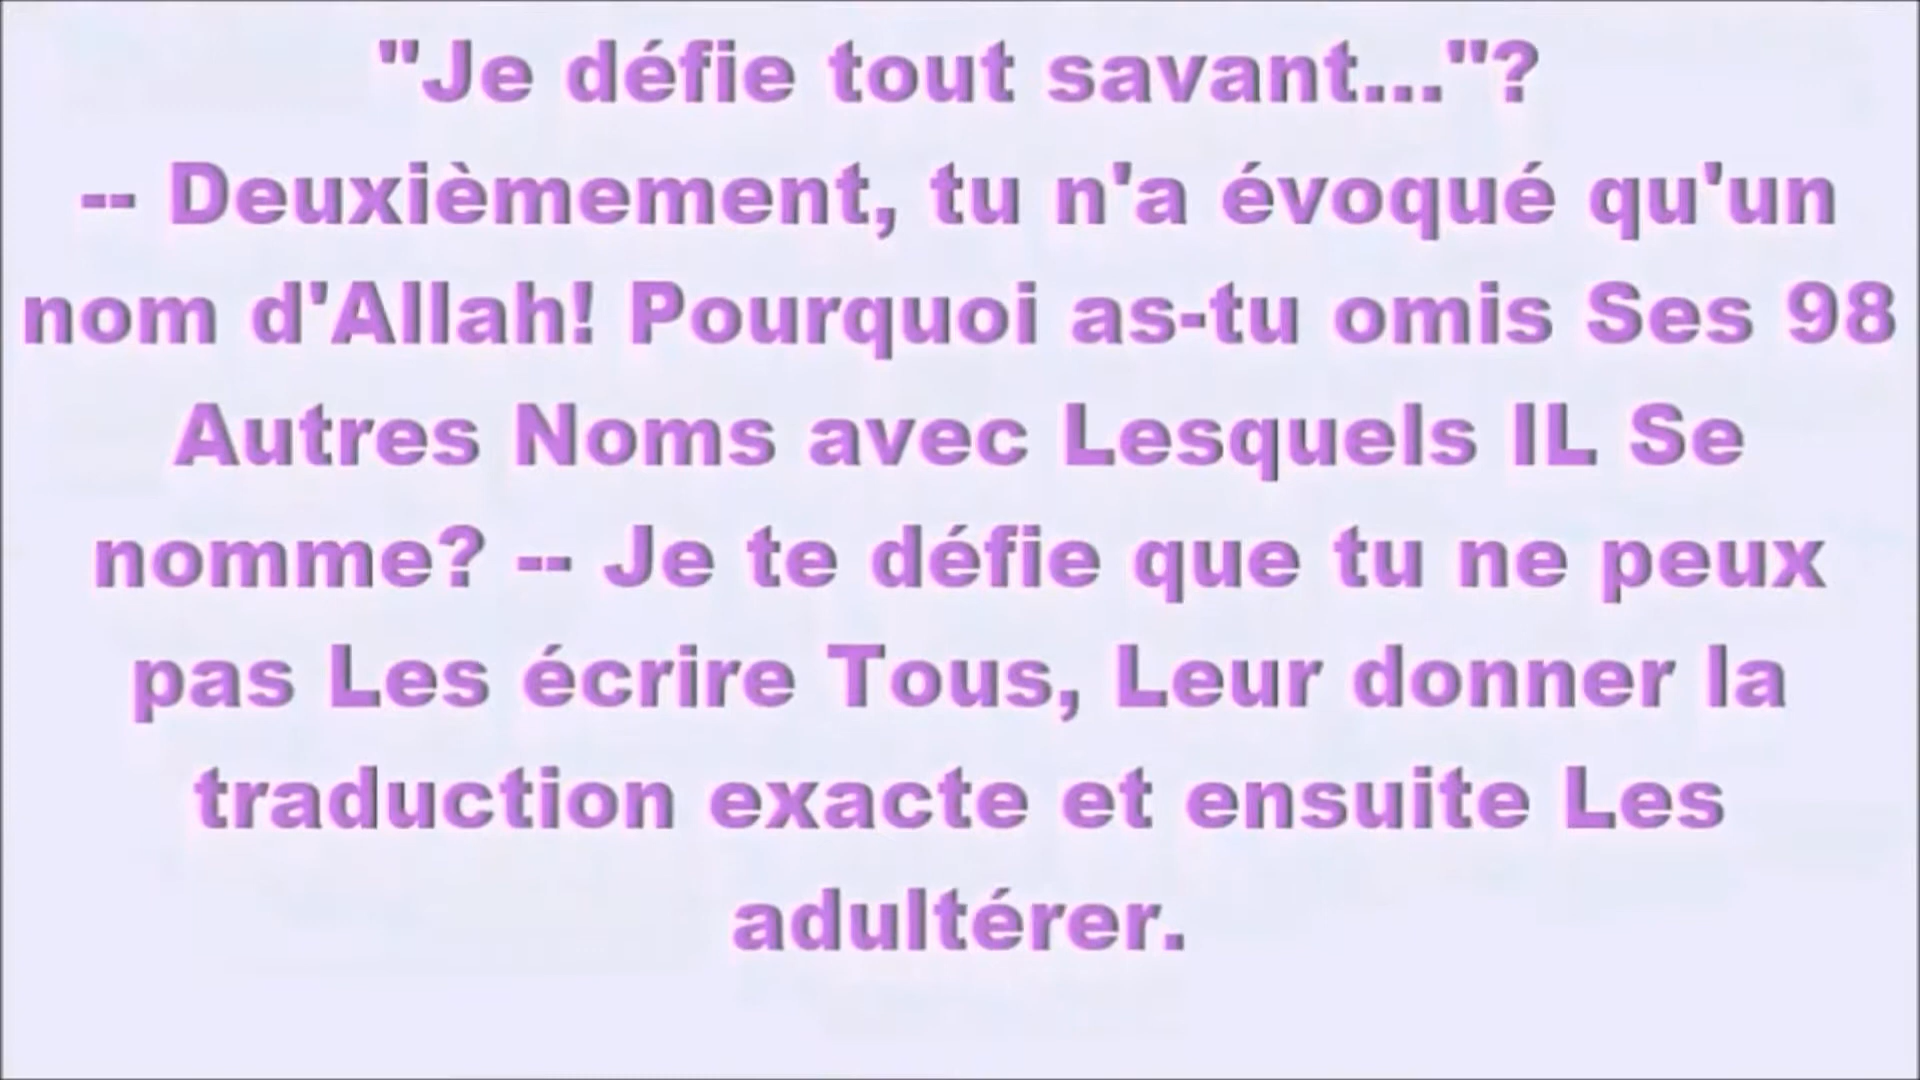 "Je défie tout savant..."?
-- Deuxièmement, tu n'a évoqué qu'un
nom d'Allah! Pourquoi as-tu omis Ses 98
Autres Noms avec Lesquels IL Se
nomme? -- Je te défie que tu ne peux
pas Les écrire Tous, Leur donner la
traduction exacte et ensuite Les
adultérer.